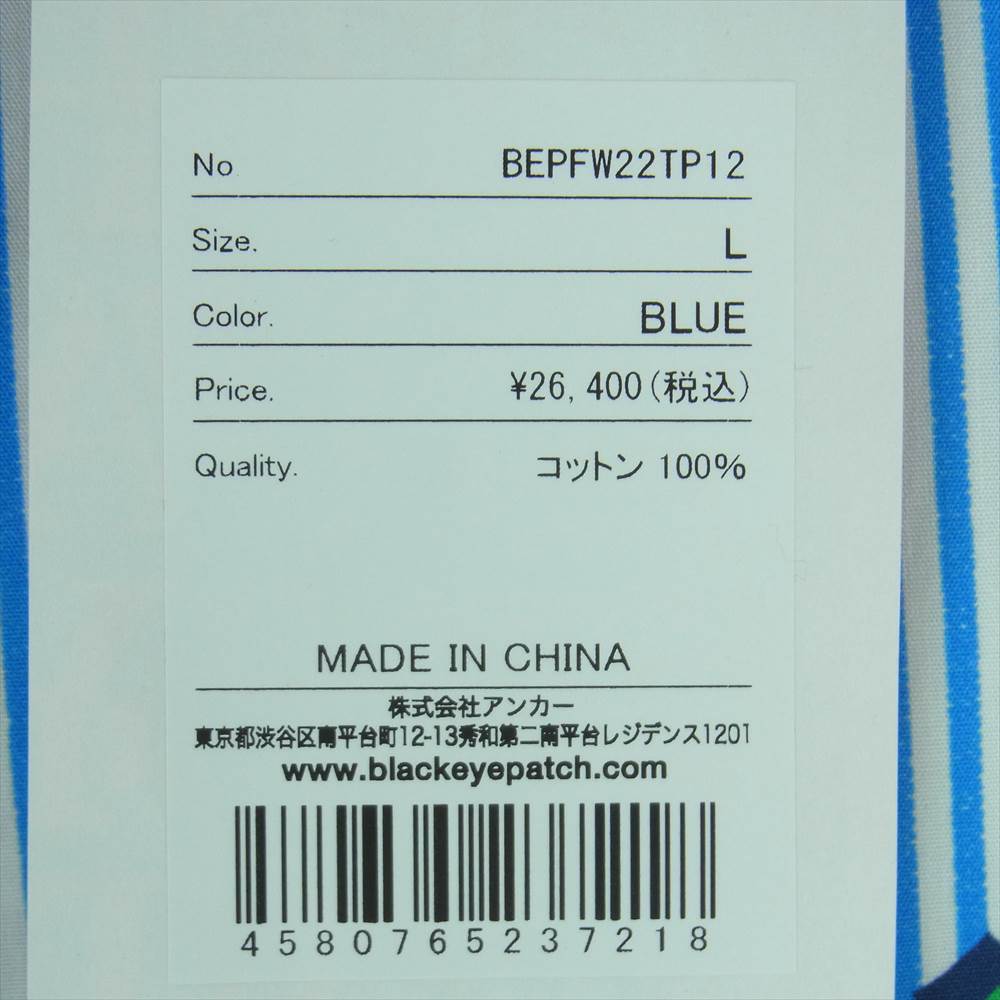 No BEPFW22TP12
Size. L
Color. BLUE
Price. ¥26,400(税込)
Quality. コットン 100%
MADE IN CHINA
株式会社アンカー
東京都渋谷区南平台町12-13秀和第二南平台レジデンス1201
www.blackeyepatch.com
4580765237218